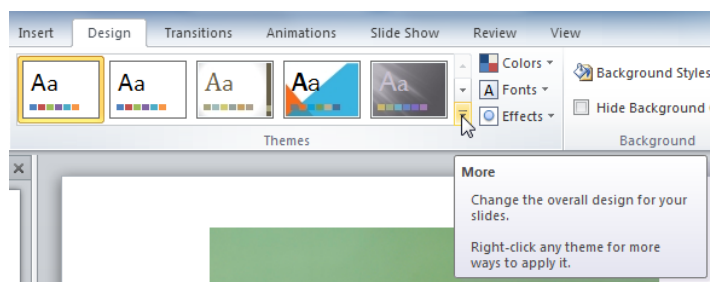 Insert Design Transitions Animations Slide Show Review View
Aa Aa Aa Aa Aa
Colors
Fonts
Effects
Background Styles
Hide Background
Themes
Background
More
Change the overall design for your
slides.
Right-click any theme for more
ways to apply it.